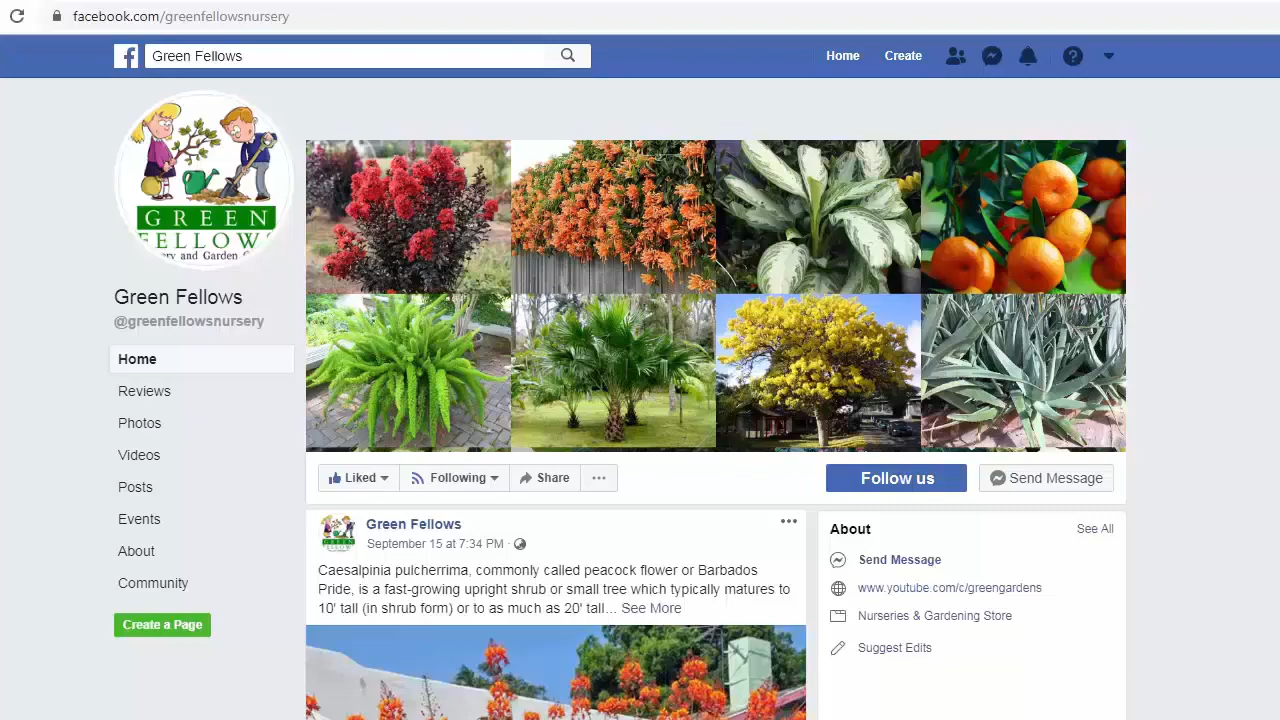 facebook.com/greenfellowsnursery
f
Green Fellows
Home
Create
GREEN
FELLOWS
Green Fellows
@greenfellowsnursery
Home
Reviews
Photos
Videos
Posts
Events
About
Community
Create a Page
Liked
Following
Share
...
Follow us
Send Message
GREEN
FELLOW
Green Fellows
September 15 at 7:34 PM ·
Caesalpinia pulcherrima, commonly called peacock flower or Barbados
Pride, is a fast-growing upright shrub or small tree which typically matures to
10' tall (in shrub form) or to as much as 20' tall... See More
About
See All
Send Message
www.youtube.com/c/greengardens
Nurseries & Gardening Store
Suggest Edits